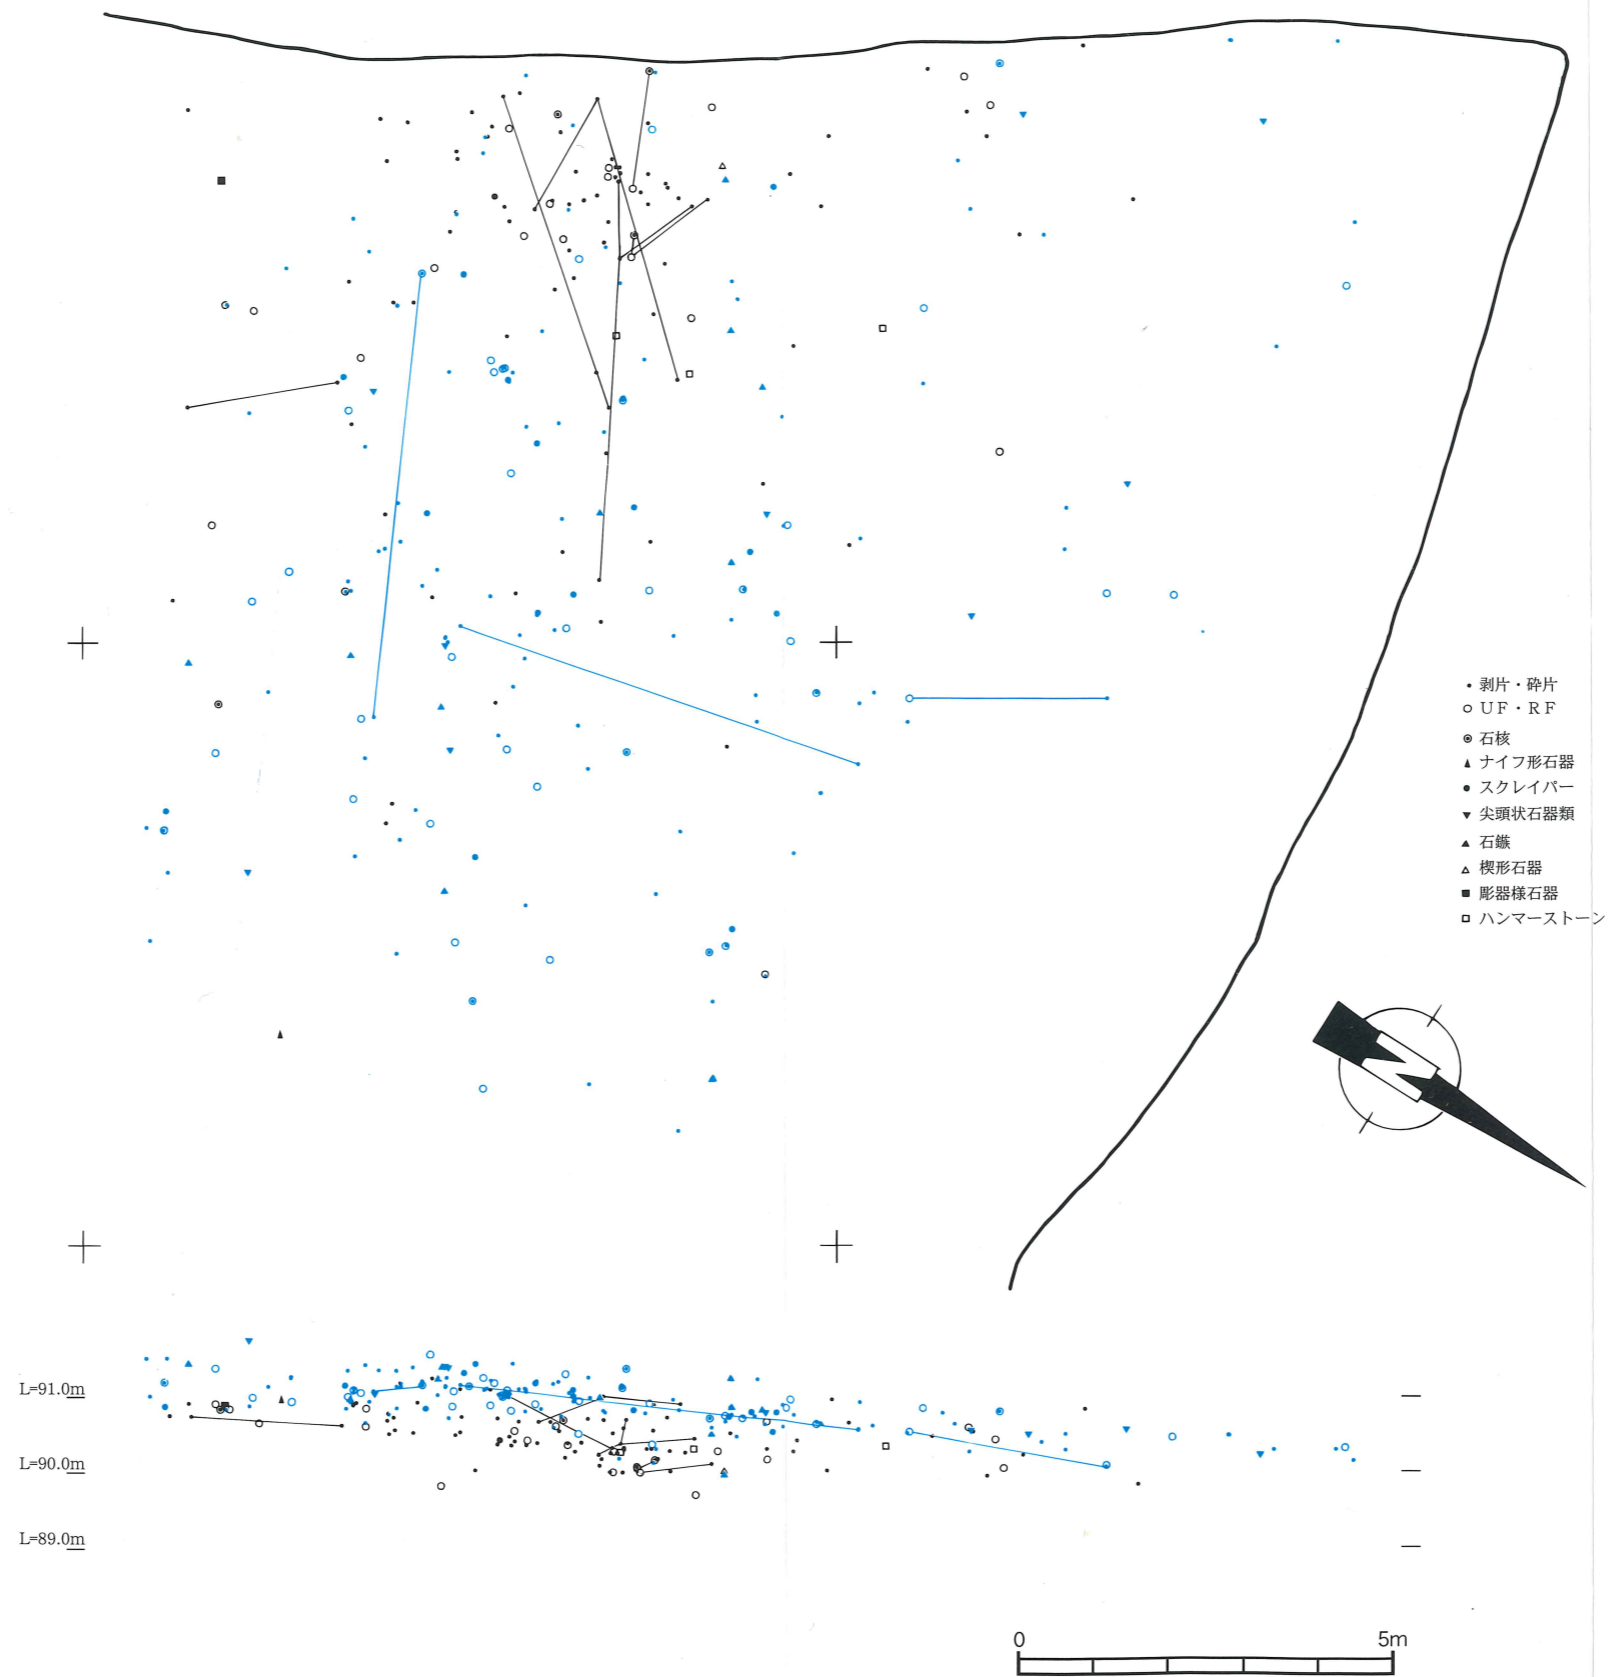 ・ 剥片・砕片
○ ＵＦ・ＲＦ
◉ 石核
▲ ナイフ形石器
● スクレイパー
▼ 尖頭状石器類
▲ 石鏃
△ 楔形石器
■ 彫器様石器
□ ハンマーストーン
L=91.0m
L=90.0m
L=89.0m
0 5m